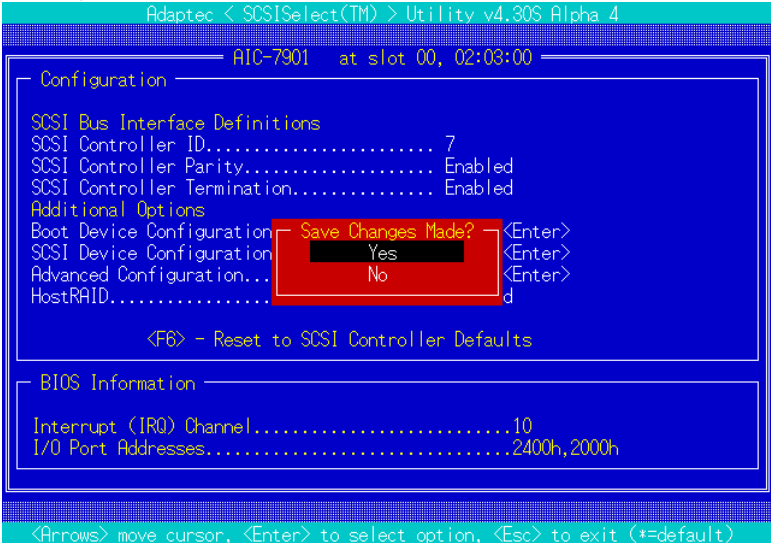 Adaptec < SCSISelect(TM) > Utility v4.30S Alpha 4
AIC-7901 at slot 00, 02:03:00
Configuration
SCSI Bus Interface Definitions
SCSI Controller ID........................ 7
SCSI Controller Parity.................... Enabled
SCSI Controller Termination............... Enabled
Additional Options
Boot Device Configuration <Enter>
SCSI Device Configuration <Enter>
Advanced Configuration... <Enter>
HostRAID................. d
Save Changes Made?
Yes
No
<F6> - Reset to SCSI Controller Defaults
BIOS Information
Interrupt (IRQ) Channel...........................10
I/O Port Addresses................................2400h,2000h
<Arrows> move cursor, <Enter> to select option, <Esc> to exit (*=default)